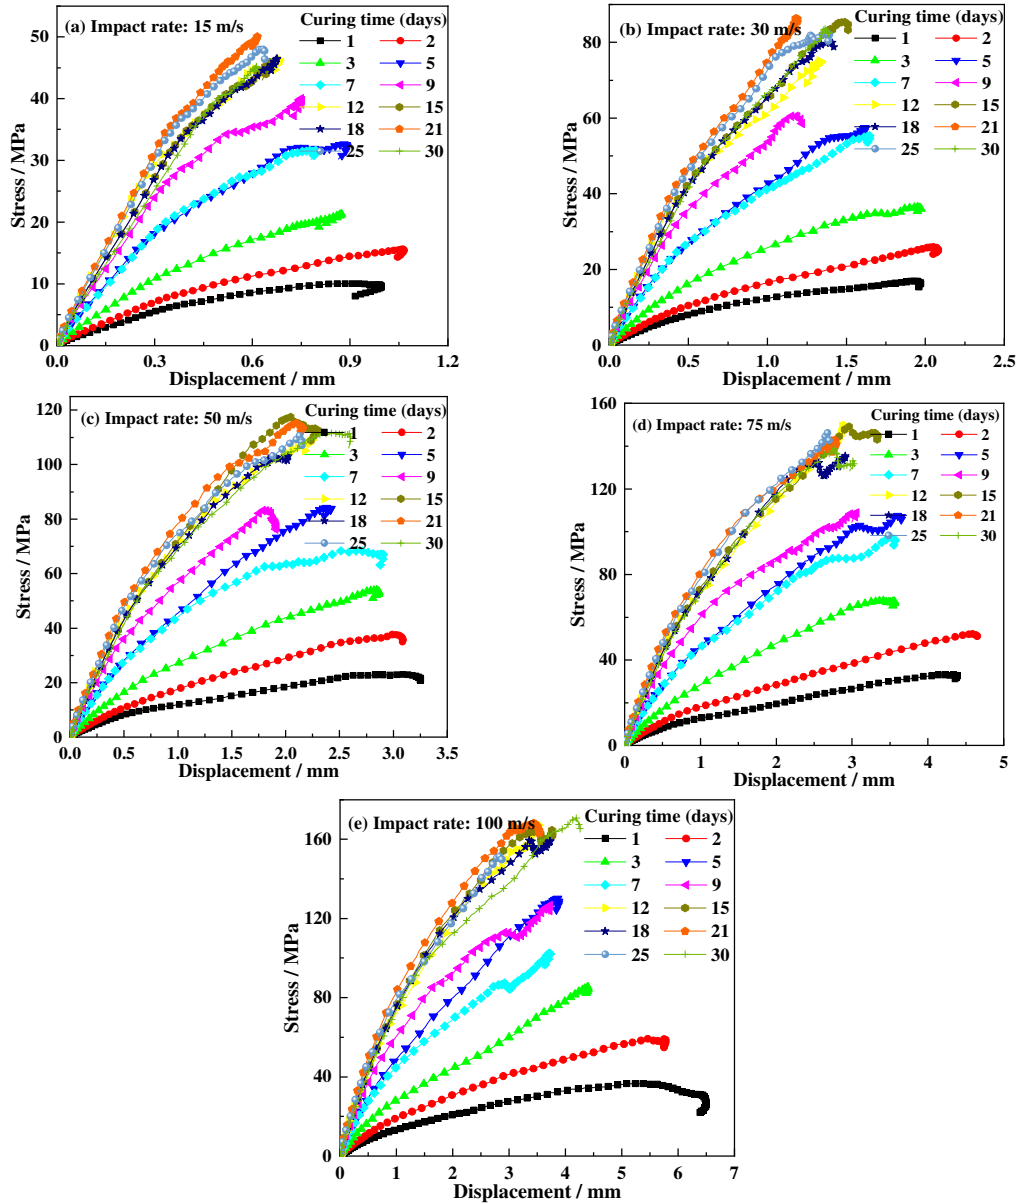 (a) Impact rate: 15 m/s
Curing time (days)
1 2
3 5
7 9
12 15
18 21
25 30
Stress / MPa
50
40
30
20
10
0
0.0 0.3 0.6 0.9 1.2
Displacement / mm
(b) Impact rate: 30 m/s
Curing time (days)
1 2
3 5
7 9
12 15
18 21
25 30
Stress / MPa
80
60
40
20
0
0.0 0.5 1.0 1.5 2.0 2.5
Displacement / mm
(c) Impact rate: 50 m/s
Curing time (days)
1 2
3 5
7 9
12 15
18 21
25 30
Stress / MPa
120
100
80
60
40
20
0
0.0 0.5 1.0 1.5 2.0 2.5 3.0 3.5
Displacement / mm
(d) Impact rate: 75 m/s
Curing time (days)
1 2
3 5
7 9
12 15
18 21
25 30
Stress / MPa
160
120
80
40
0
0 1 2 3 4 5
Displacement / mm
(e) Impact rate: 100 m/s
Curing time (days)
1 2
3 5
7 9
12 15
18 21
25 30
Stress / MPa
160
120
80
40
0
0 1 2 3 4 5 6 7
Displacement / mm